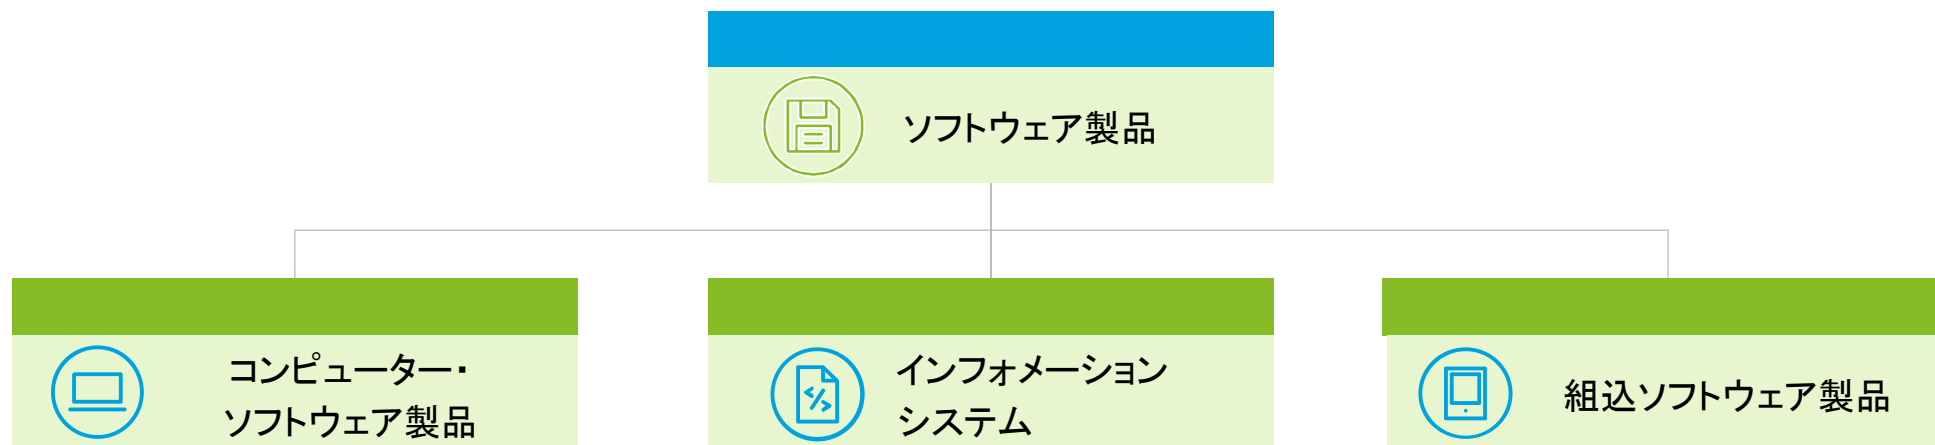 ソフトウェア製品
コンピューター・
ソフトウェア製品
インフォメーション
システム
組込ソフトウェア製品